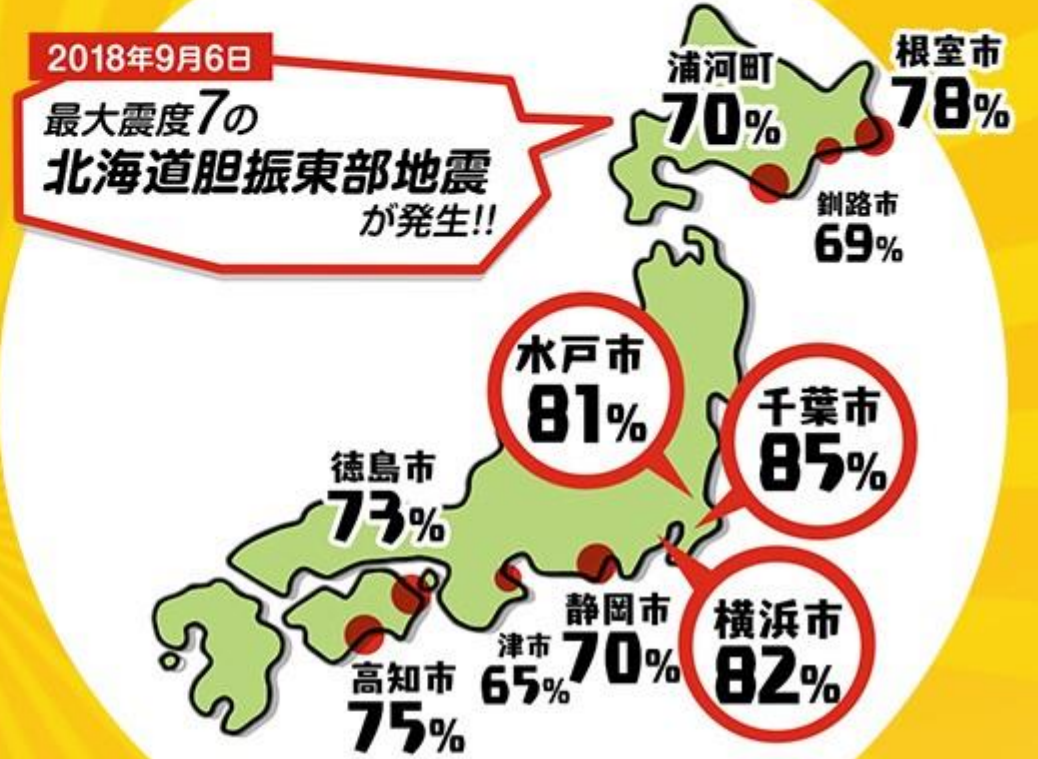 2018年9月6日
最大震度7の
北海道胆振東部地震
が発生!!
浦河町
70%
根室市
78%
釧路市
69%
水戸市
81%
千葉市
85%
徳島市
73%
横浜市
82%
静岡市
70%
津市
65%
高知市
75%